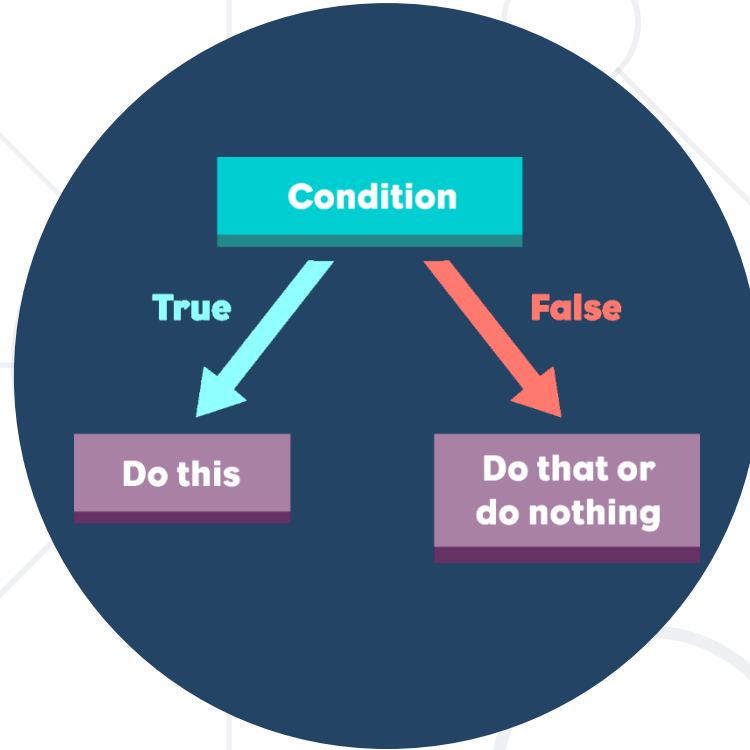 Condition
True
False
Do this
Do that or
do nothing